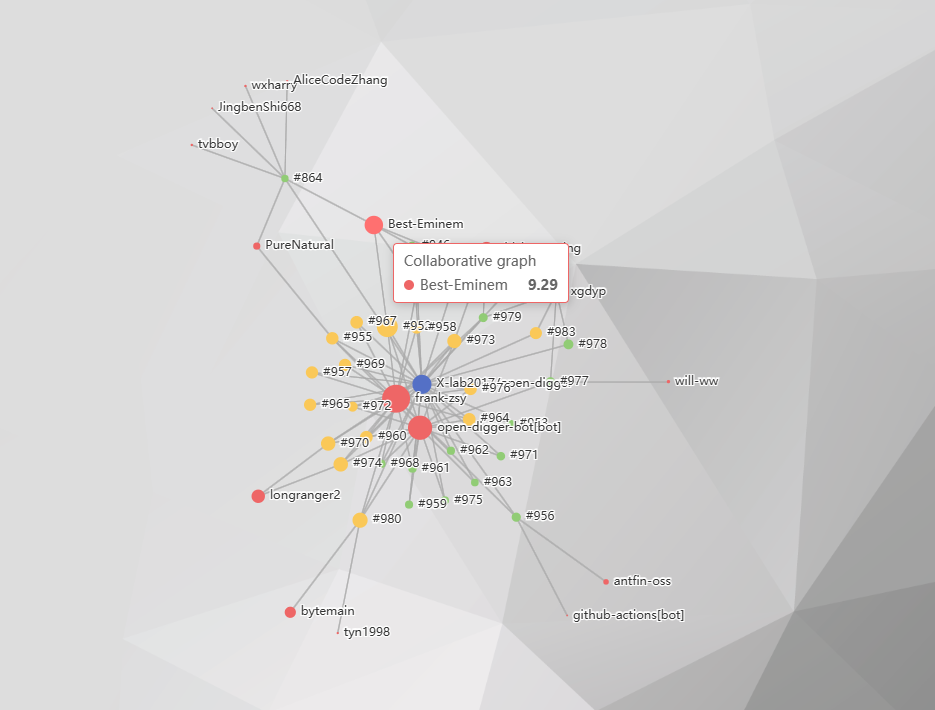 AliceCodeZhang
wxharry
JingbenShi668
tvbboy
#864
Best-Eminem
PureNatural
Collaborative graph
Best-Eminem 9.29
xgdyp
#979
#967
#952
#958
#983
#955
#973
#978
#969
#957
X-lab2017/open-digger
#977
will-ww
#976
frank-zsy
#965
#972
#964
#953
open-digger-bot[bot]
#960
#970
#962
#971
#974
#968
#961
#963
longranger2
#975
#959
#956
#980
antfin-oss
bytemain
github-actions[bot]
tyn1998